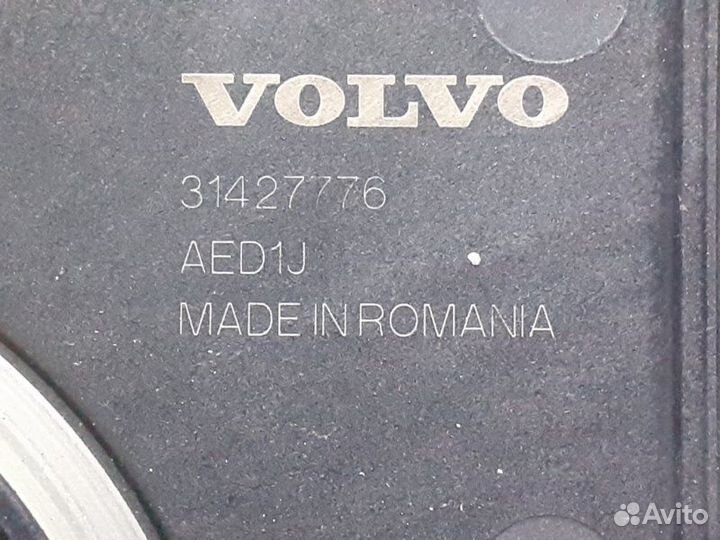 VOLVO
31427776
AED1J
MADE IN ROMANIA
Avito